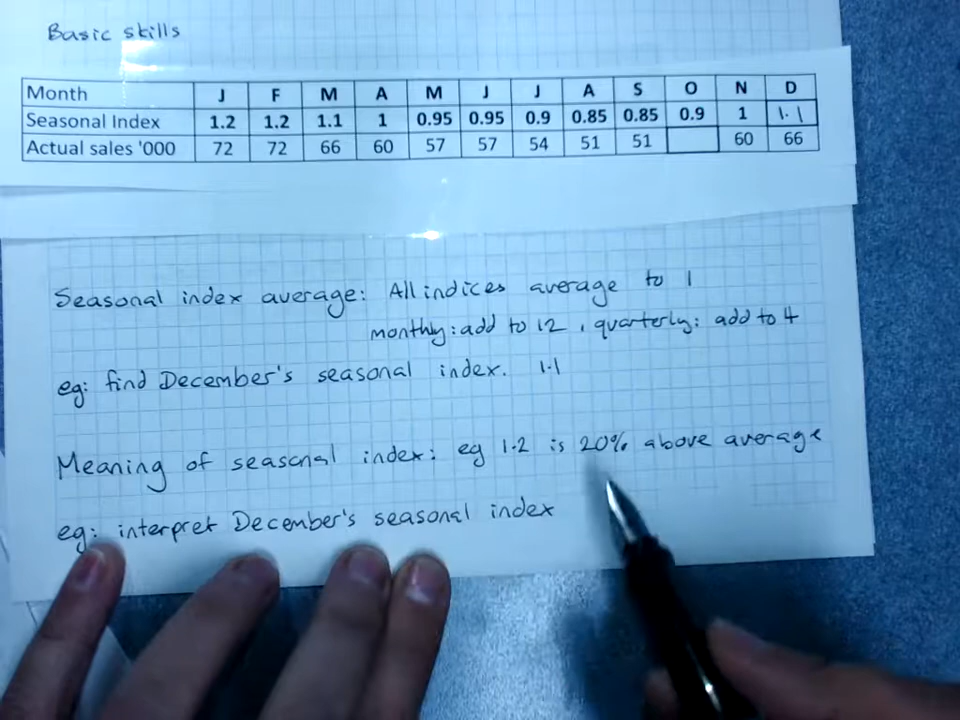 Basic skills
Month J F M A M J J A S O N D
Seasonal Index 1.2 1.2 1.1 1 0.95 0.95 0.9 0.85 0.85 0.9 1 1.1
Actual sales '000 72 72 66 60 57 57 54 51 51 60 66
Seasonal index average: All indices average to 1
monthly: add to 12, quarterly: add to 4
eg: find December's seasonal index. 1.1
Meaning of seasonal index: eg 1.2 is 20% above average
eg: interpret December's seasonal index